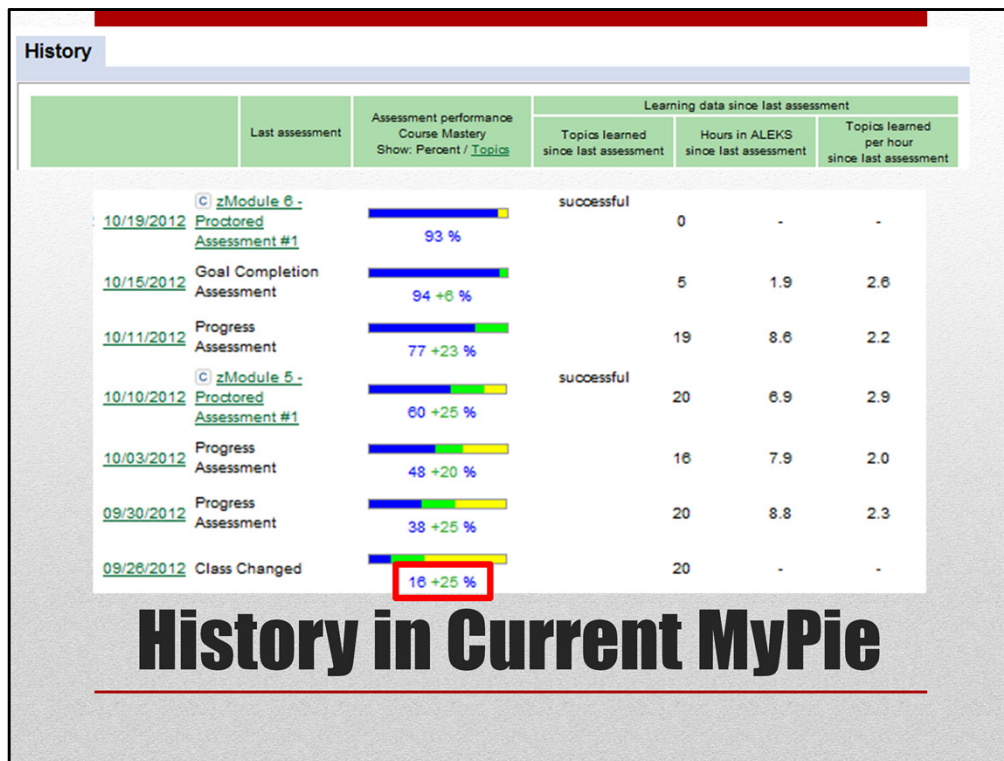 History
Learning data since last assessment
Last assessment
Assessment performance
Course Mastery
Show: Percent / Topics
Topics learned
since last assessment
Hours in ALEKS
since last assessment
Topics learned
per hour
since last assessment
10/19/2012
C zModule 6 -
Proctored
Assessment #1
93 %
successful
0 - -
10/15/2012
Goal Completion
Assessment
94 +6 %
5 1.9 2.6
10/11/2012
Progress
Assessment
77 +23 %
19 8.6 2.2
10/10/2012
C zModule 5 -
Proctored
Assessment #1
60 +25 %
successful
20 6.9 2.9
10/03/2012
Progress
Assessment
48 +20 %
16 7.9 2.0
09/30/2012
Progress
Assessment
38 +25 %
20 8.8 2.3
09/26/2012 Class Changed
16 +25 %
20 - -
History in Current MyPie